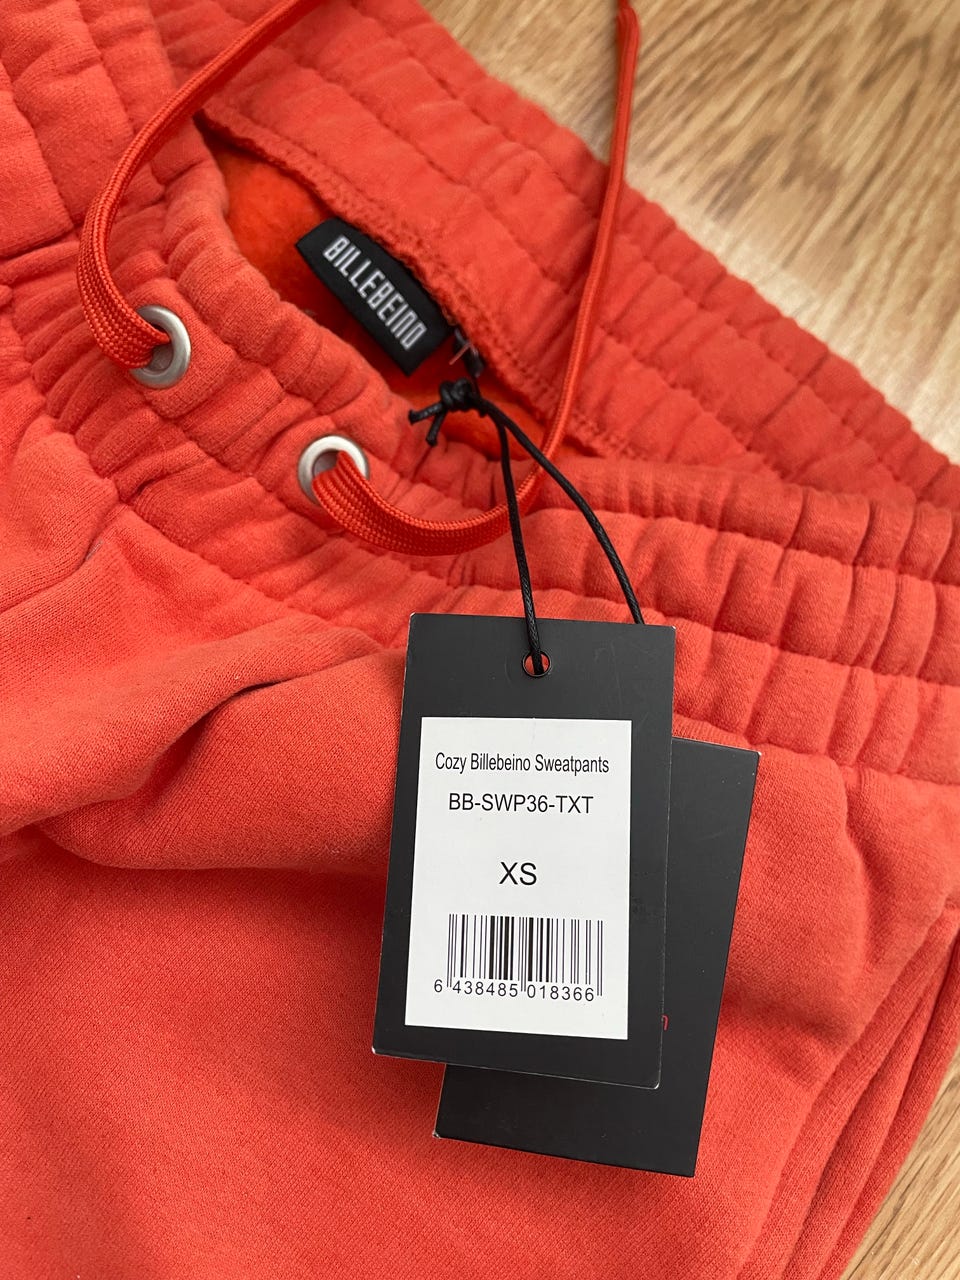 BILLEBEINO
Cozy Billebeino Sweatpants
BB-SWP36-TXT
XS
6 438485 018366